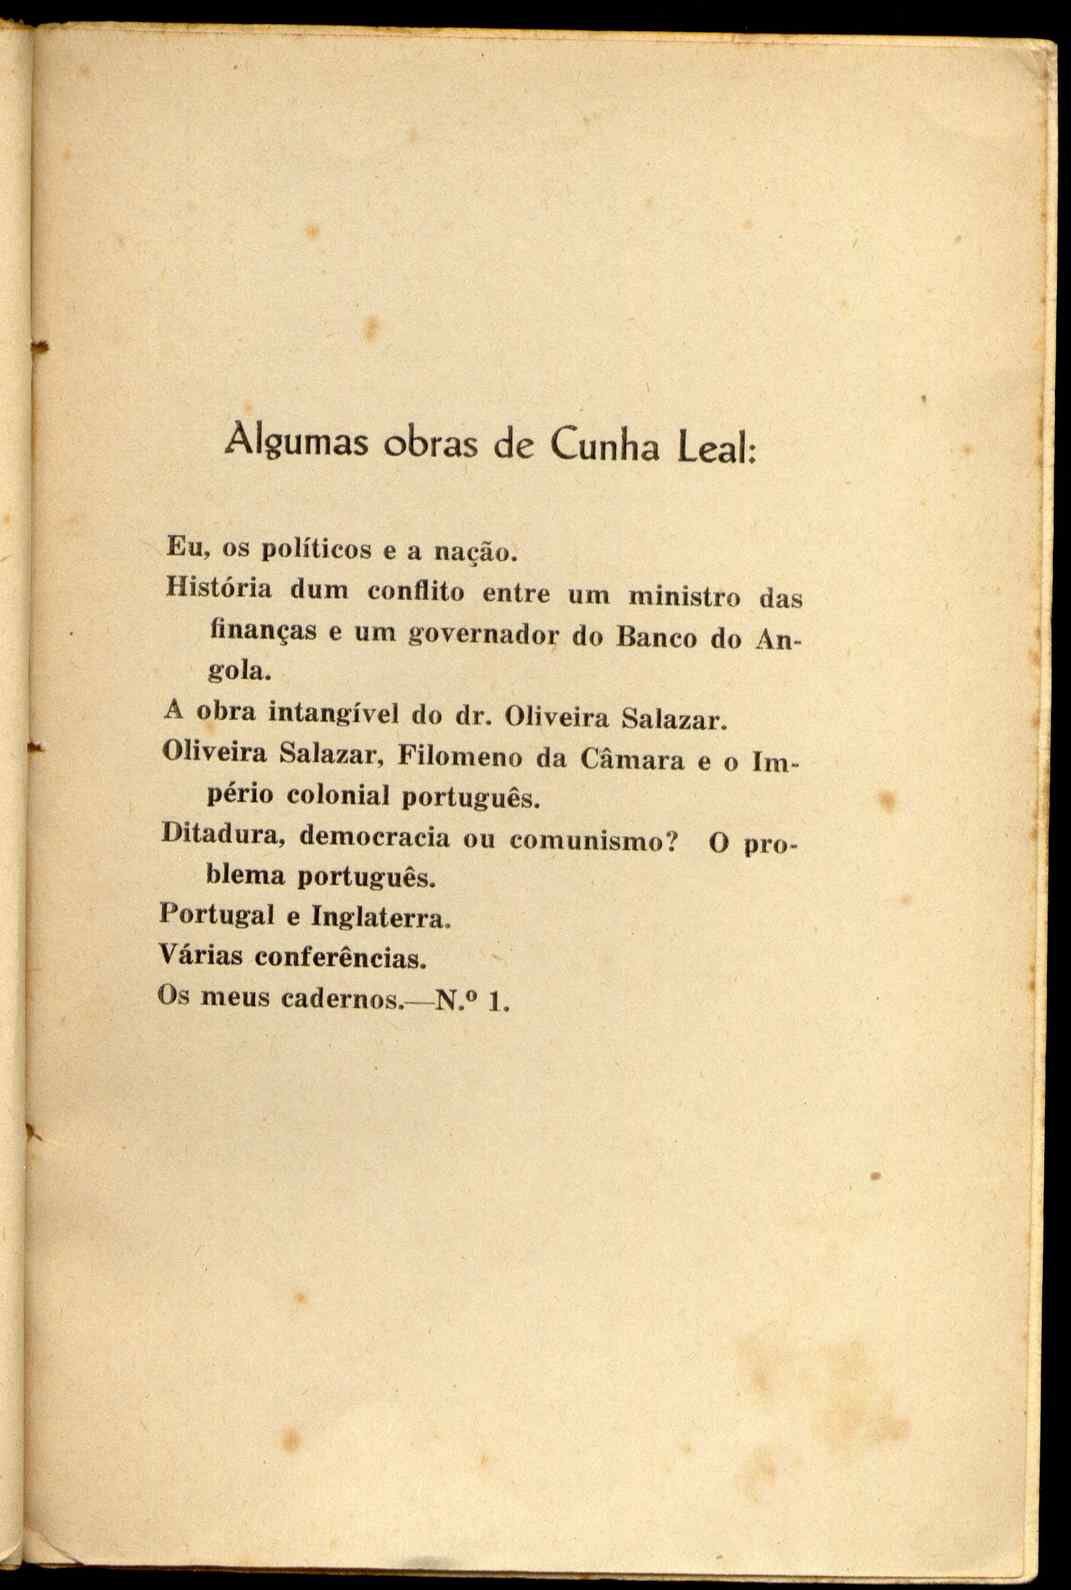 Algumas obras de Cunha Leal:
Eu, os políticos e a nação.
História dum conflito entre um ministro das
finanças e um governador do Banco do An-
gola.
A obra intangível do dr. Oliveira Salazar.
Oliveira Salazar, Filomeno da Câmara e o Im-
pério colonial português.
Ditadura, democracia ou comunismo? O pro-
blema português.
Portugal e Inglaterra.
Várias conferências.
Os meus cadernos.—N.º 1.